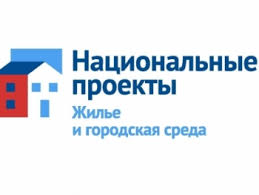 Национальные
проекты
Жилье
и городская среда